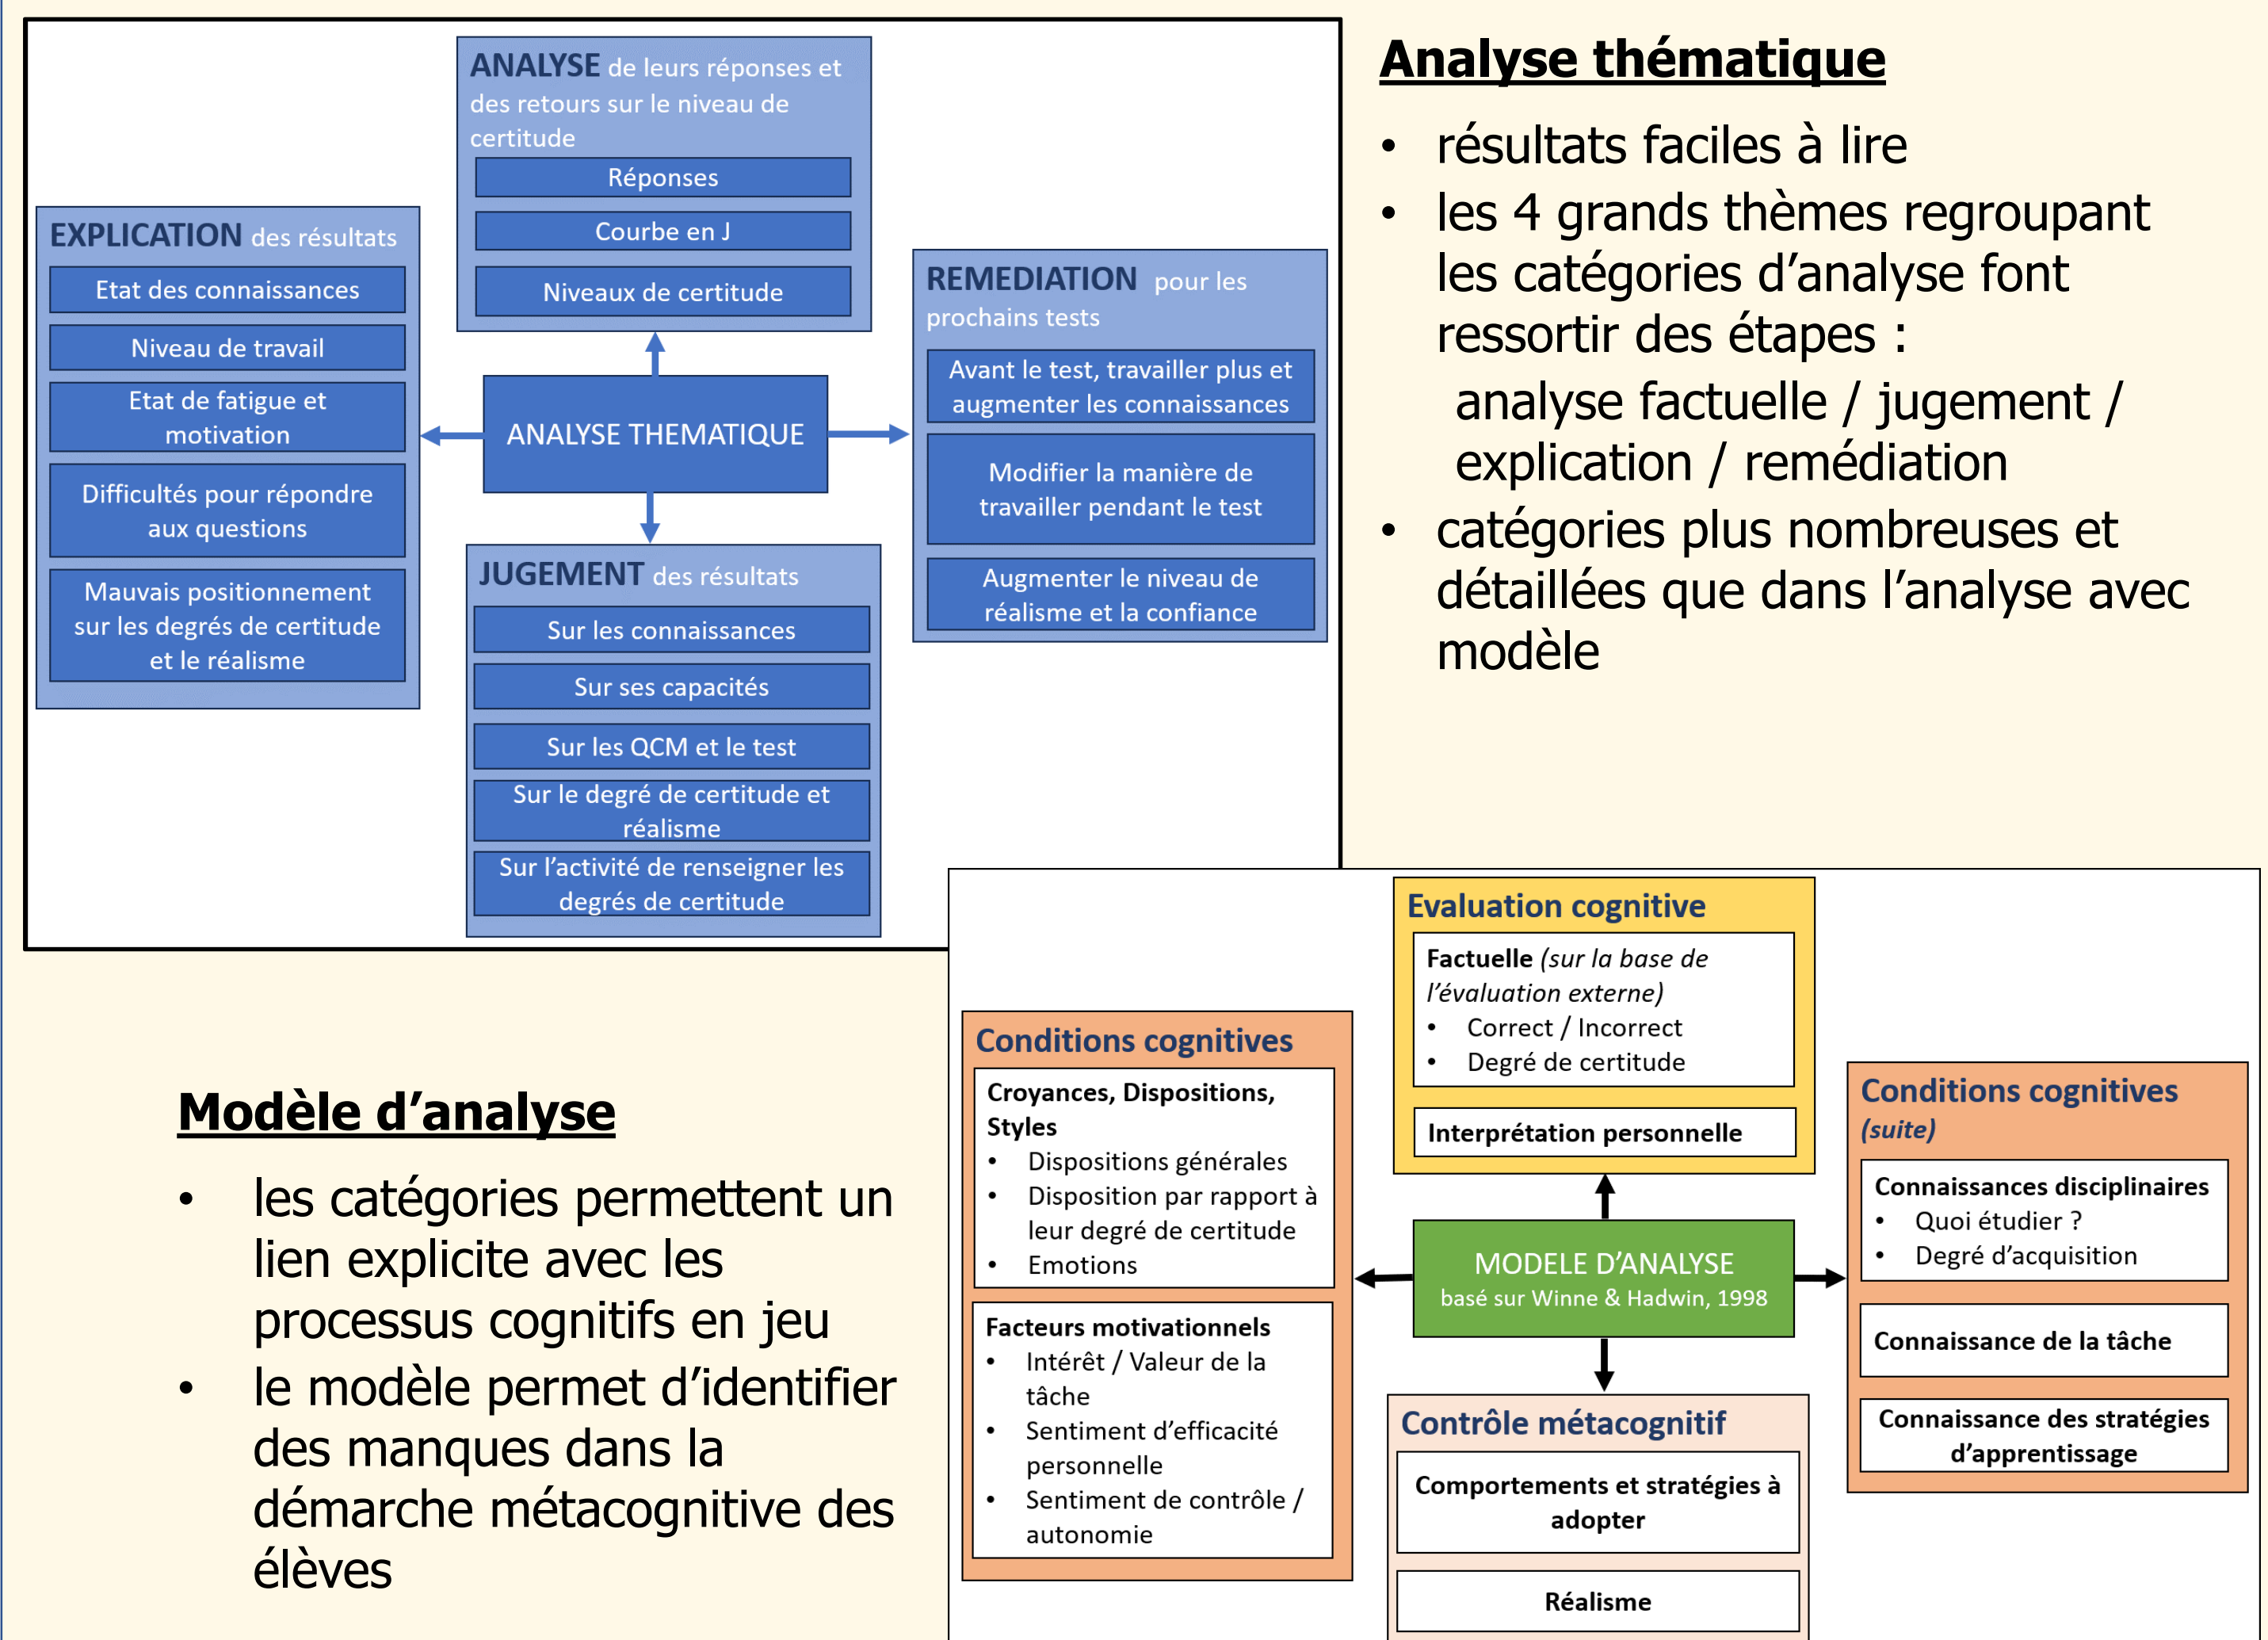 ANALYSE de leurs réponses et
des retours sur le niveau de
certitude
Réponses
Courbe en J
Niveaux de certitude
EXPLICATION des résultats
Etat des connaissances
Niveau de travail
Etat de fatigue et
motivation
Difficultés pour répondre
aux questions
Mauvais positionnement
sur les degrés de certitude
et le réalisme
ANALYSE THEMATIQUE
REMEDIATION pour les
prochains tests
Avant le test, travailler plus et
augmenter les connaissances
Modifier la manière de
travailler pendant le test
Augmenter le niveau de
réalisme et la confiance
JUGEMENT des résultats
Sur les connaissances
Sur ses capacités
Sur les QCM et le test
Sur le degré de certitude et
réalisme
Sur l'activité de renseigner les
degrés de certitude
Analyse thématique
• résultats faciles à lire
• les 4 grands thèmes regroupant
les catégories d'analyse font
ressortir des étapes :
analyse factuelle / jugement /
explication / remédiation
• catégories plus nombreuses et
détaillées que dans l'analyse avec
modèle
Modèle d'analyse
• les catégories permettent un
lien explicite avec les
processus cognitifs en jeu
• le modèle permet d'identifier
des manques dans la
démarche métacognitive des
élèves
Evaluation cognitive
Factuelle (sur la base de
l'évaluation externe)
• Correct / Incorrect
• Degré de certitude
Interprétation personnelle
Conditions cognitives
Croyances, Dispositions,
Styles
• Dispositions générales
• Disposition par rapport à
leur degré de certitude
• Emotions
Facteurs motivationnels
• Intérêt / Valeur de la
tâche
• Sentiment d'efficacité
personnelle
• Sentiment de contrôle /
autonomie
MODELE D'ANALYSE
basé sur Winne & Hadwin, 1998
Conditions cognitives
(suite)
Connaissances disciplinaires
• Quoi étudier ?
• Degré d'acquisition
Connaissance de la tâche
Connaissance des stratégies
d'apprentissage
Contrôle métacognitif
Comportements et stratégies à
adopter
Réalisme